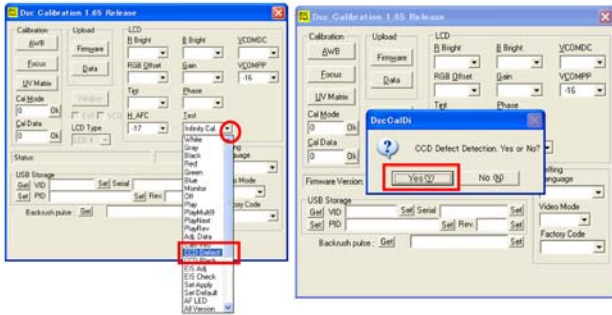 Dsc Calibration 1.65 Release
Calibration
Upload
LCD
AWB
Firmware
R Bright
B Bright
VCOMDC
Focus
Data
RGB Offset
Gain
VCOMPP
-16
UV Matrix
Tint
Phase
Cal Mode
0
Ok
H_AFC
Test
Cal Data
LCD Type
-17
Infinity Cal.
0
Ok
White
Gray
Black
Red
Green
Blue
Monitor
Off
Play
PlayMulti9
PlayNext
PlayRev
Adj. Data
CCD Defect
CCD Black
EIS Adj.
EIS Check.
Set Apply
Set Default
AF LED
All Version
Status
USB Storage
Get VID
Set Serial
Set PID
Set Rev.
Backrush pulse : Get
Dsc Calibration 1.65 Release
Calibration
Upload
LCD
AWB
Firmware
R Bright
B Bright
VCOMDC
Focus
Data
RGB Offset
Gain
VCOMPP
-16
UV Matrix
Tint
Phase
Cal Mode
0
Ok
Cal Data
0
Ok
DscCalDi
CCD Defect Detection. Yes or No?
Yes(Y)
No (N)
Firmware Version:
Language
USB Storage
Get VID
Set Serial
Set
Video Mode
Set PID
Set Rev.
Set
Factory Code
Backrush pulse : Get
Set